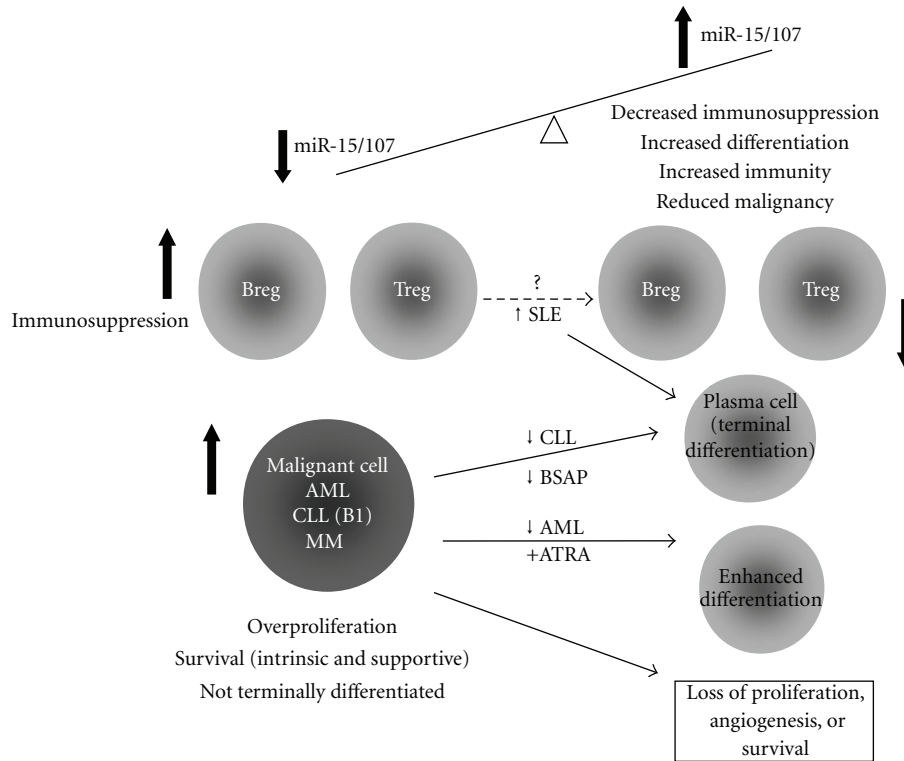 miR-15/107
miR-15/107
Decreased immunosuppression
Increased differentiation
Increased immunity
Reduced malignancy
Immunosuppression
Breg
Treg
?
↑ SLE
Breg
Treg
Plasma cell
(terminal
differentiation)
Malignant cell
AML
CLL (B1)
MM
↓ CLL
↓ BSAP
↓ AML
+ATRA
Enhanced
differentiation
Overproliferation
Survival (intrinsic and supportive)
Not terminally differentiated
Loss of proliferation,
angiogenesis, or
survival